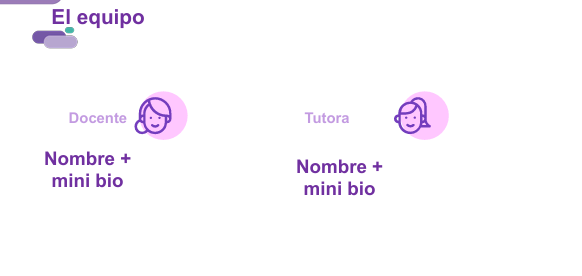 El equipo
Docente
Nombre +
mini bio
Tutora
Nombre +
mini bio